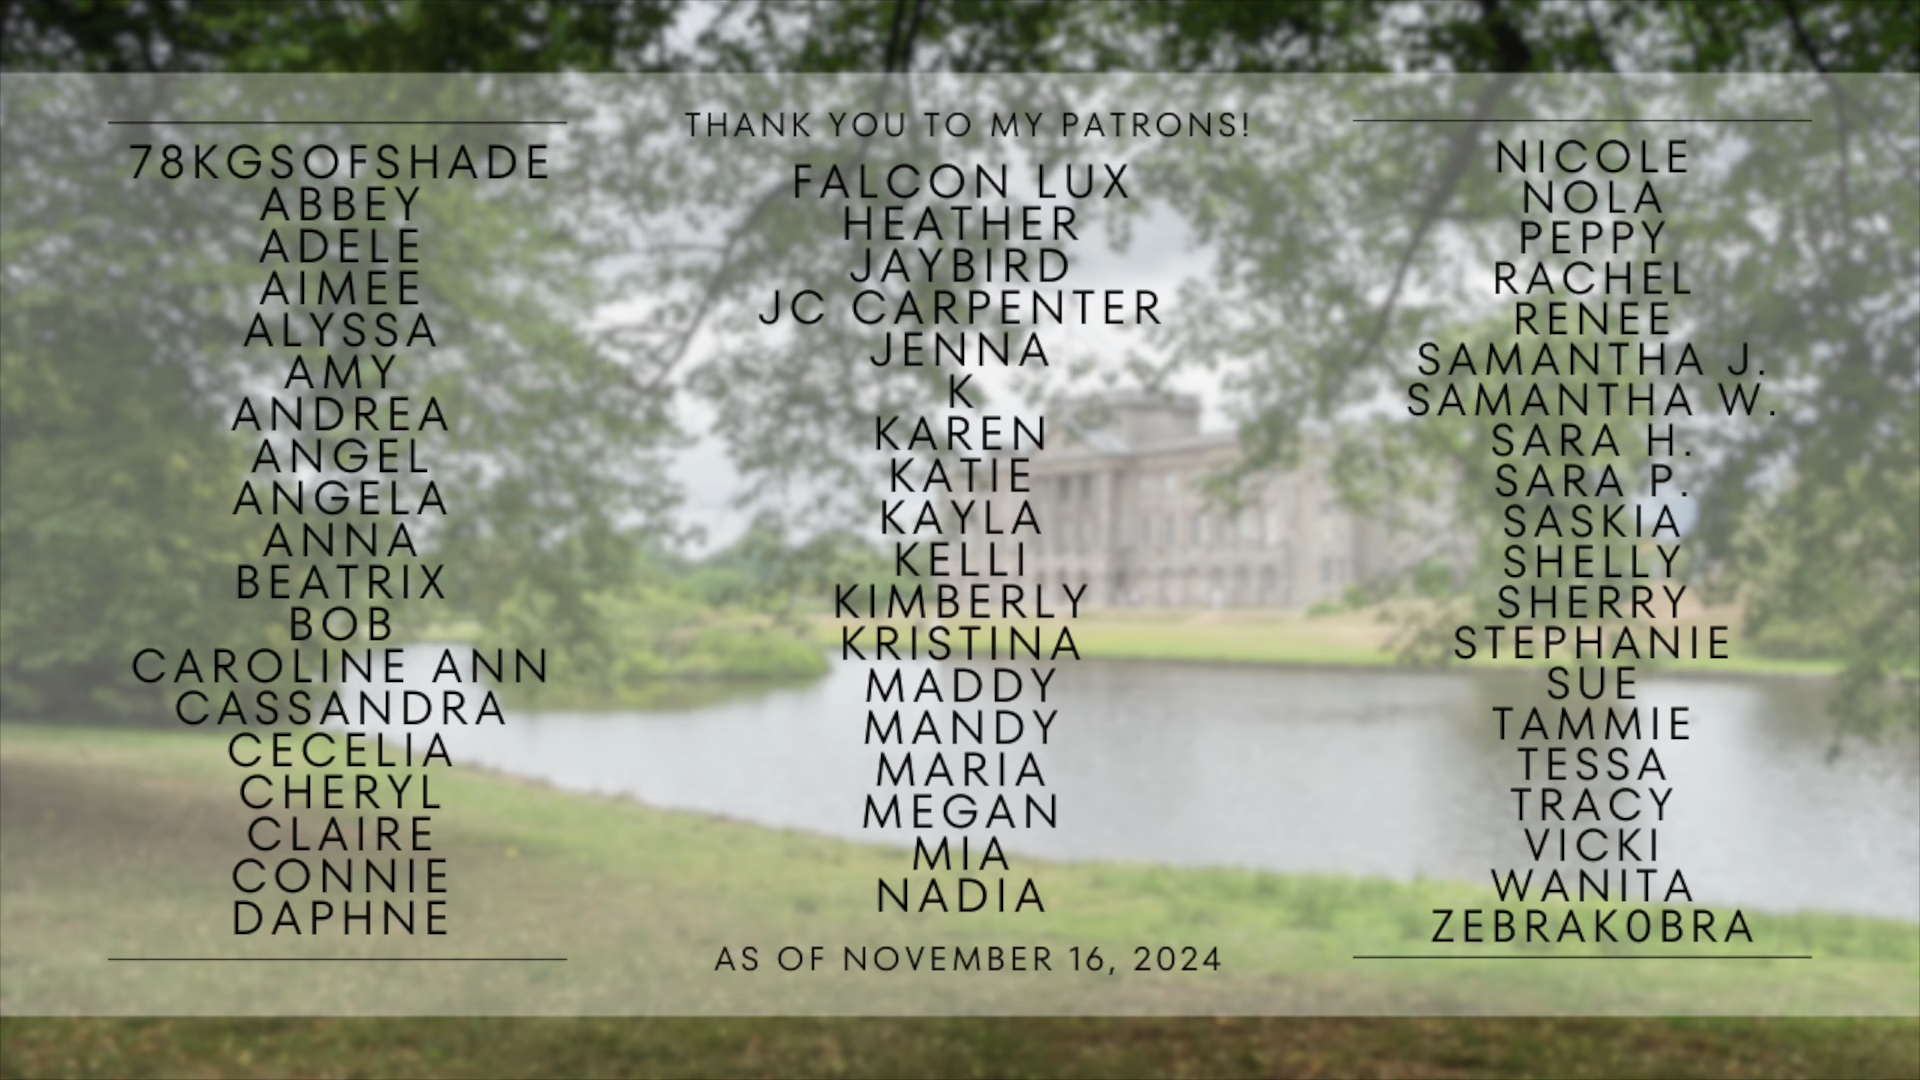 THANK YOU TO MY PATRONS!
78KGSOFSHADE
ABBEY
ADELE
AIMEE
ALYSSA
AMY
ANDREA
ANGEL
ANGELA
ANNA
BEATRIX
BOB
CAROLINE ANN
CASSANDRA
CECELIA
CHERYL
CLAIRE
CONNIE
DAPHNE
FALCON LUX
HEATHER
JAYBIRD
JC CARPENTER
JENNA
K
KAREN
KATIE
KAYLA
KELLI
KIMBERLY
KRISTINA
MADDY
MANDY
MARIA
MEGAN
MIA
NADIA
NICOLE
NOLA
PEPPY
RACHEL
RENEE
SAMANTHA J.
SAMANTHA W.
SARA H.
SARA P.
SASKIA
SHELLY
SHERRY
STEPHANIE
SUE
TAMMIE
TESSA
TRACY
VICKI
WANITA
ZEBRAK0BRA
AS OF NOVEMBER 16, 2024